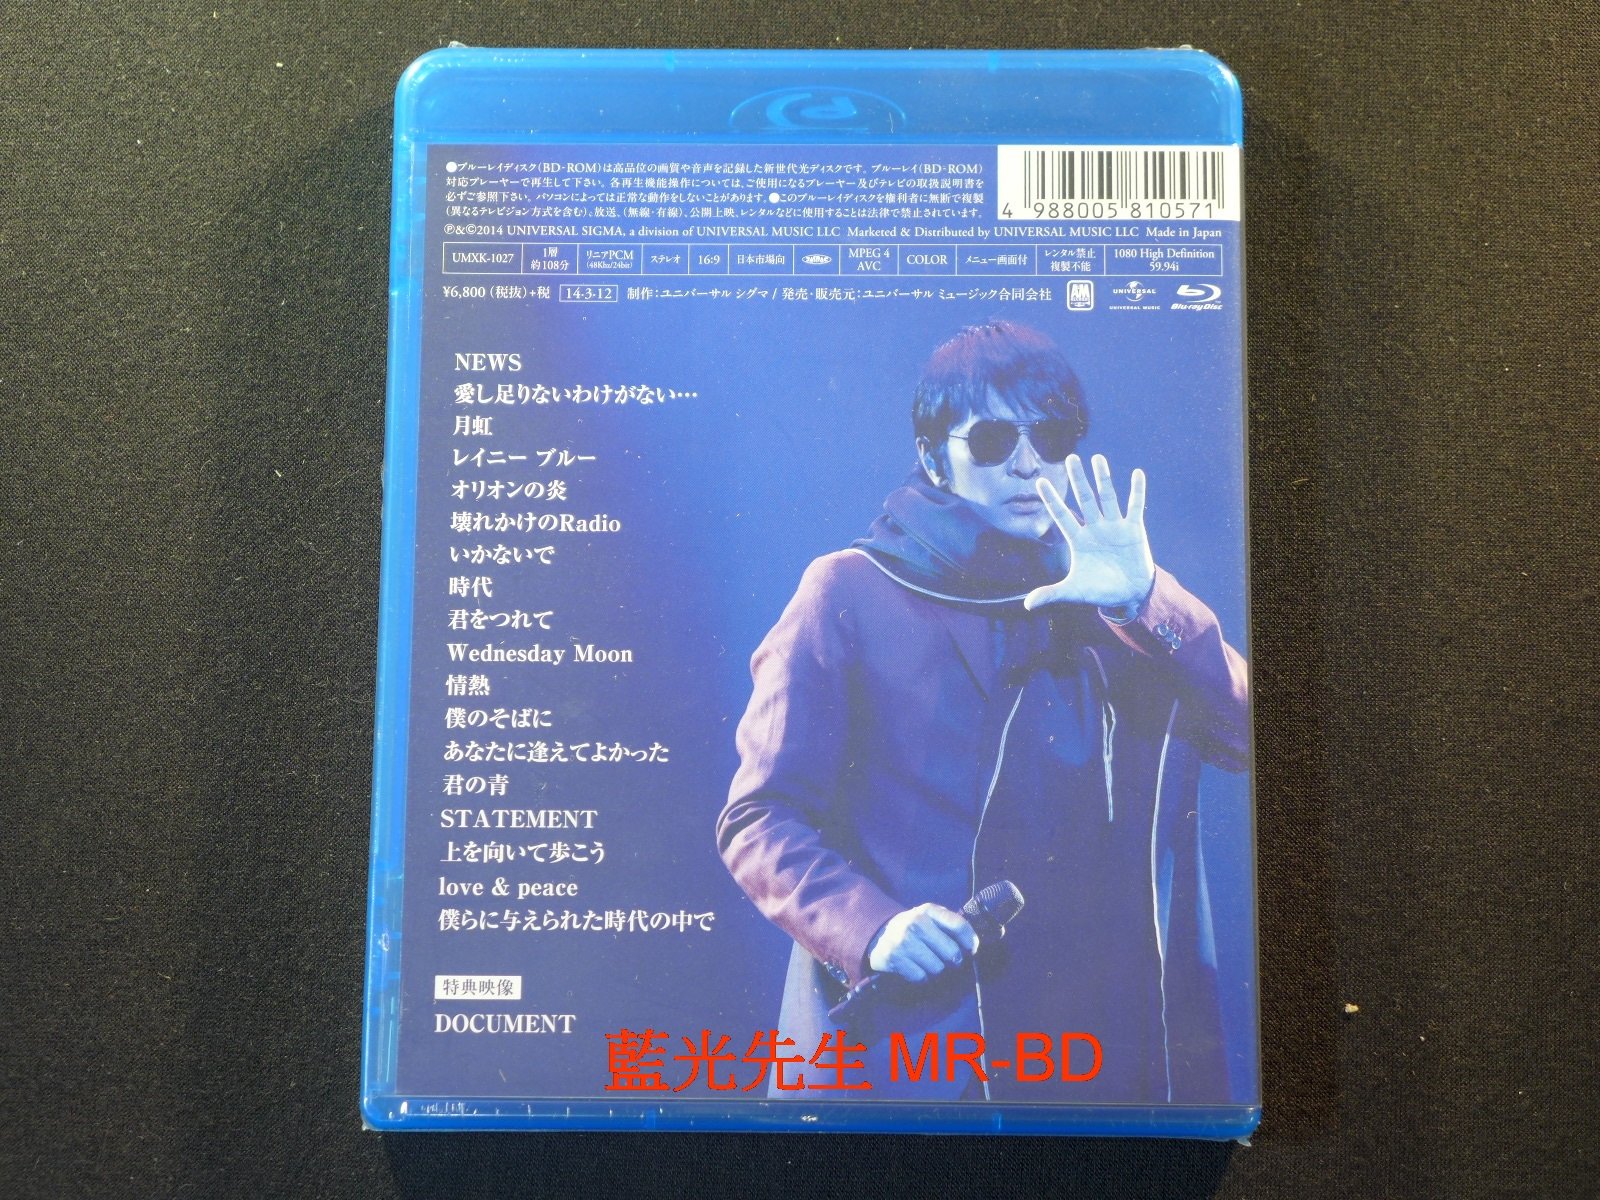 ●ブルーレイディスク(BD-ROM)は高品位の画質や音声を記録した新世代光ディスクです。ブルーレイ(BD-ROM)
対応プレーヤーで再生して下さい。各再生機能操作については、ご使用になるプレーヤー及びテレビの取扱説明書を
必ずご参照下さい。パソコンによっては正常な動作をしないことがあります。●このブルーレイディスクを権利者に無断で複製
(異なるテレビジョン方式を含む)、放送、(無線・有線)、公開上映、レンタルなどに使用することは法律で禁止されています。
4 988005 810571
℗&©2014 UNIVERSAL SIGMA, a division of UNIVERSAL MUSIC LLC Marketed & Distributed by UNIVERSAL MUSIC LLC Made in Japan
UMXK-1027 1層 約108分 リニアPCM (48Khz/24bit) ステレオ 16:9 日本市場向 MPEG 4 AVC COLOR メニュー画面付 レンタル禁止 複製不能 1080 High Definition 59.94i
¥6,800(税抜)+税 14・3・12 制作:ユニバーサル シグマ / 発売・販売元:ユニバーサル ミュージック合同会社 A&M UNIVERSAL UNIVERSAL MUSIC Blu-ray Disc
NEWS
愛し足りないわけがない…
月虹
レイニー ブルー
オリオンの炎
壊れかけのRadio
いかないで
時代
君をつれて
Wednesday Moon
情熱
僕のそばに
あなたに逢えてよかった
君の青
STATEMENT
上を向いて歩こう
love & peace
僕らに与えられた時代の中で
特典映像
DOCUMENT
藍光先生 MR-BD